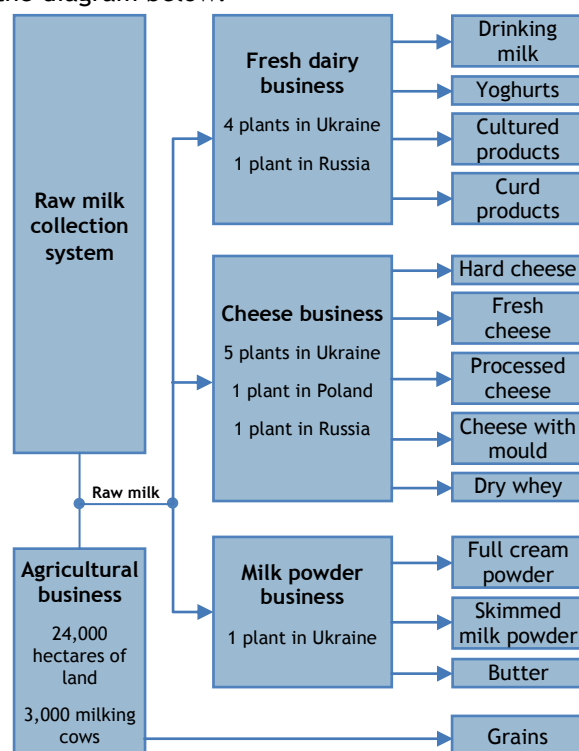 the diagram below.
Raw milk
collection
system
Raw milk
Agricultural
business
24,000
hectares of
land
3,000 milking
cows
Fresh dairy
business
4 plants in Ukraine
1 plant in Russia
Drinking
milk
Yoghurts
Cultured
products
Curd
products
Cheese business
5 plants in Ukraine
1 plant in Poland
1 plant in Russia
Hard cheese
Fresh
cheese
Processed
cheese
Cheese with
mould
Dry whey
Milk powder
business
1 plant in Ukraine
Full cream
powder
Skimmed
milk powder
Butter
Grains